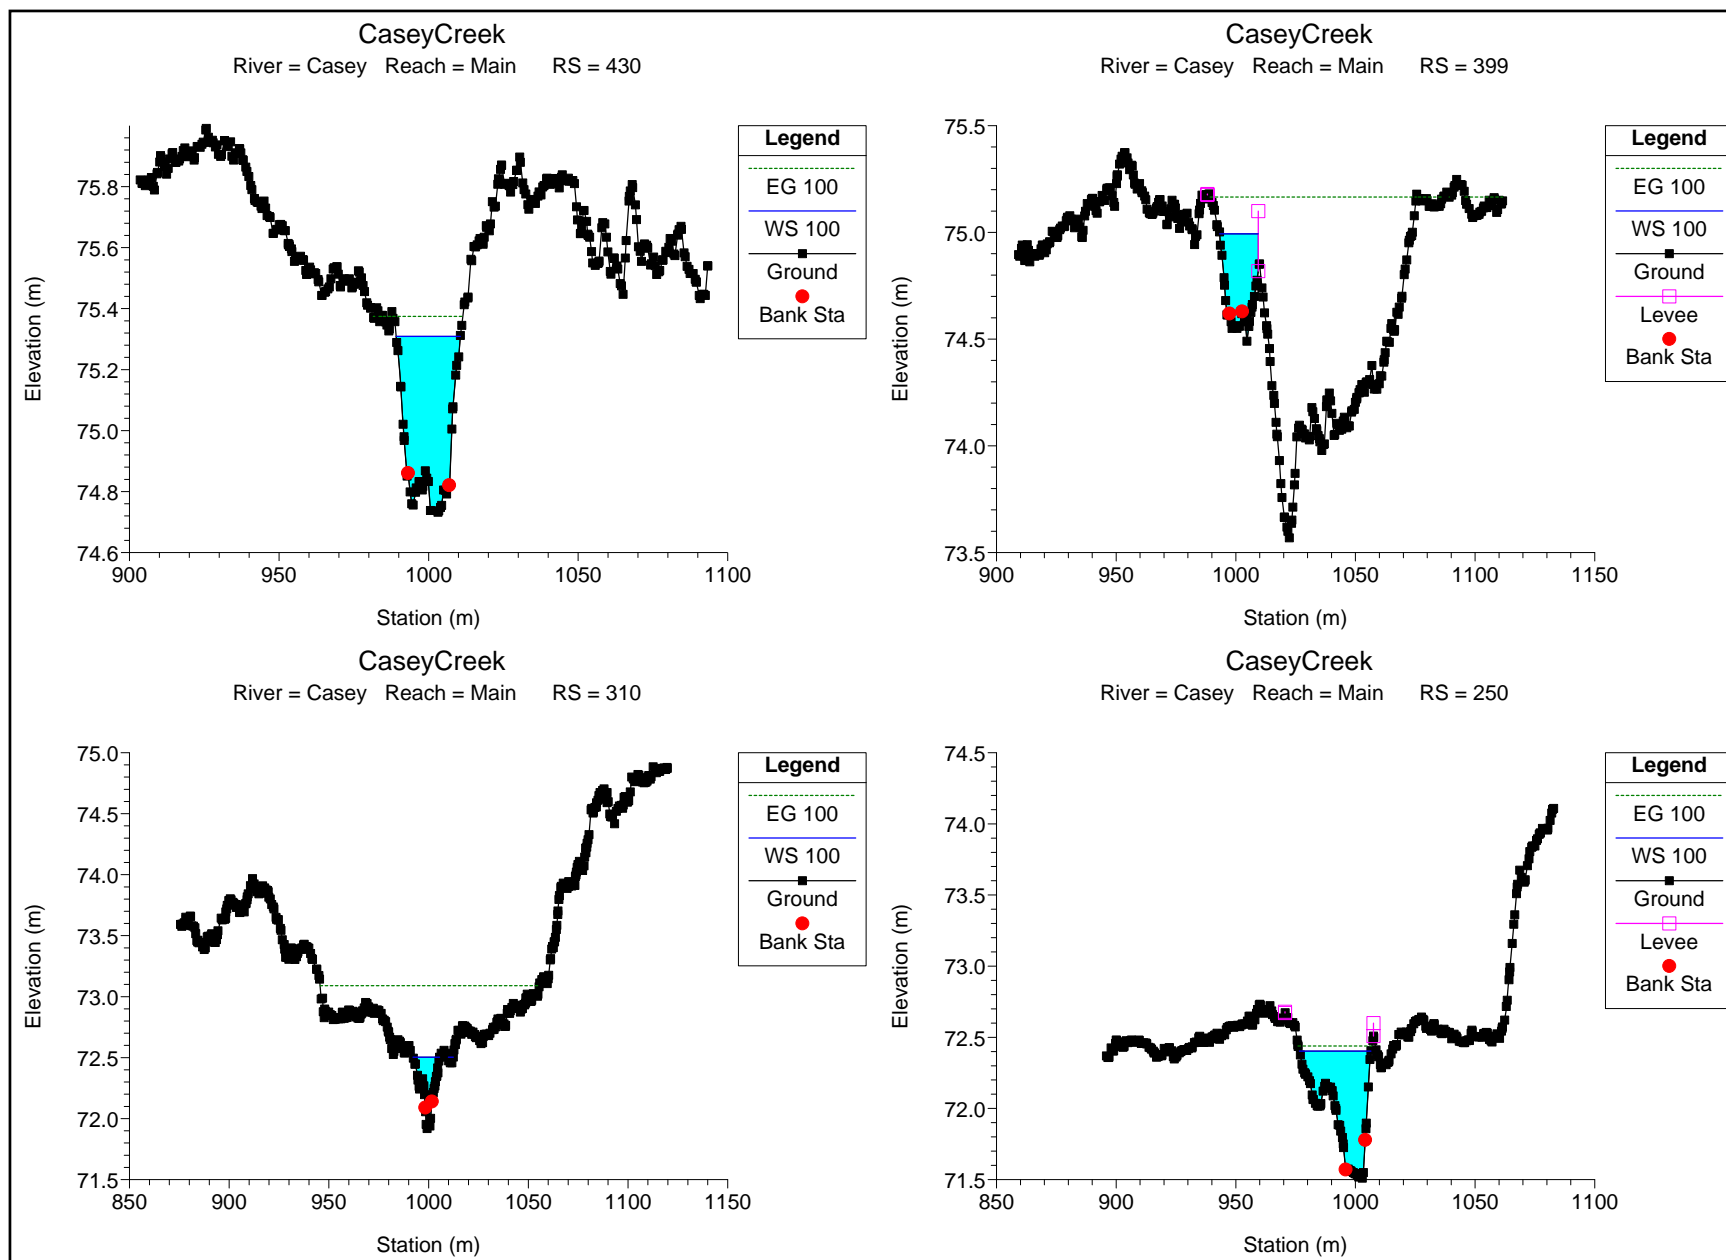 CaseyCreek
River = Casey   Reach = Main   RS = 430
75.8
75.6
75.4
75.2
75.0
74.8
74.6
900 950 1000 1050 1100
Elevation (m)
Station (m)
Legend
EG 100
WS 100
Ground
Bank Sta
CaseyCreek
River = Casey   Reach = Main   RS = 399
75.5
75.0
74.5
74.0
73.5
900 950 1000 1050 1100 1150
Elevation (m)
Station (m)
Legend
EG 100
WS 100
Ground
Levee
Bank Sta
CaseyCreek
River = Casey   Reach = Main   RS = 310
75.0
74.5
74.0
73.5
73.0
72.5
72.0
71.5
850 900 950 1000 1050 1100 1150
Elevation (m)
Station (m)
Legend
EG 100
WS 100
Ground
Bank Sta
CaseyCreek
River = Casey   Reach = Main   RS = 250
74.5
74.0
73.5
73.0
72.5
72.0
71.5
850 900 950 1000 1050 1100
Elevation (m)
Station (m)
Legend
EG 100
WS 100
Ground
Levee
Bank Sta